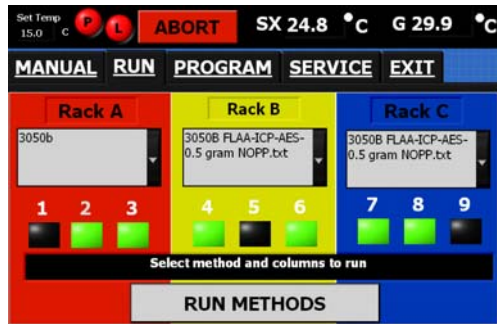 Set Temp
15.0 C P L ABORT SX 24.8 °C G 29.9 °C
MANUAL RUN PROGRAM SERVICE EXIT
Rack A Rack B Rack C
3050b
3050B FLAA-ICP-AES-
0.5 gram NOPP.txt
3050B FLAA-ICP-AES-
0.5 gram NOPP.txt
1 2 3 4 5 6 7 8 9
Select method and columns to run
RUN METHODS